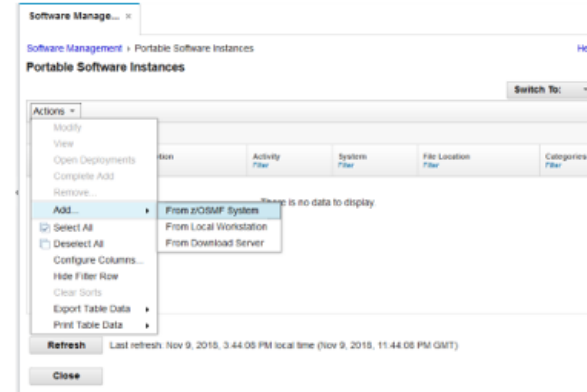 Software Manage... ×
Software Management › Portable Software Instances
He
Portable Software Instances
Switch To:
Actions
Modify
View
Open Deployments
Complete Add
Remove...
Add...
Select All
Deselect All
Configure Columns...
Hide Filter Row
Clear Sorts
Export Table Data
Print Table Data
From z/OSMF System
From Local Workstation
From Download Server
tion
Activity
Filter
System
Filter
File Location
Filter
Categories
Filter
There is no data to display
Refresh
Last refresh: Nov 9, 2018, 3:44:08 PM local time (Nov 9, 2018, 11:44:08 PM GMT)
Close